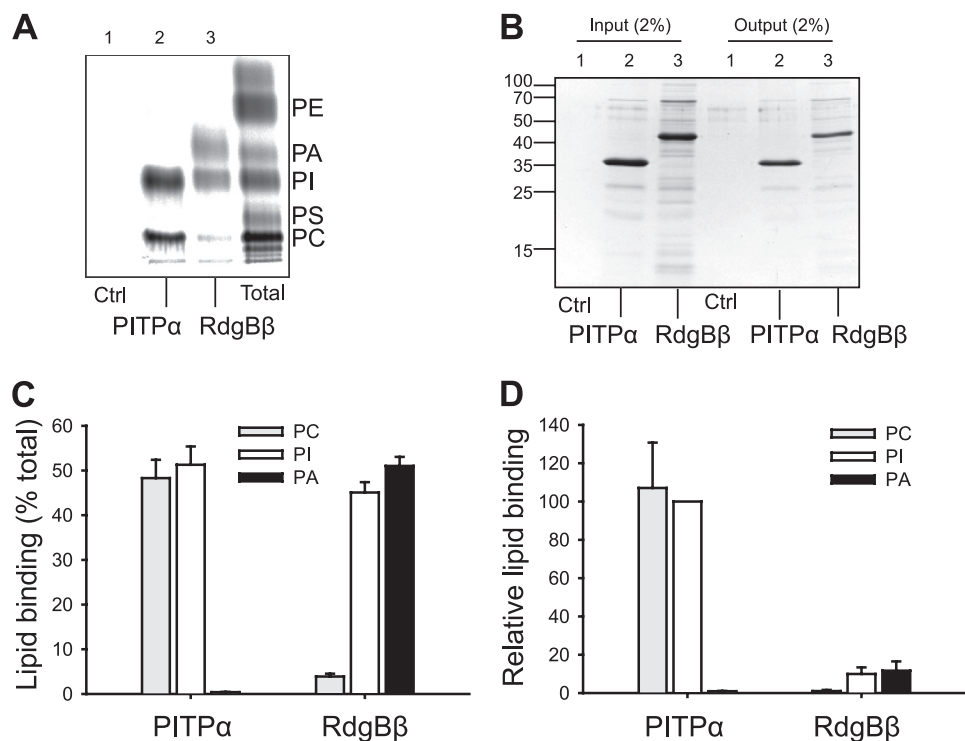 A
1 2 3
PE
PA
PI
PS
PC
Ctrl Total
PITPα RdgBβ
B
Input (2%) Output (2%)
1 2 3 1 2 3
100
70
50
40
35
25
15
Ctrl Ctrl
PITPα RdgBβ PITPα RdgBβ
C
Lipid binding (% total)
60
50
40
30
20
10
0
PC
PI
PA
PITPα RdgBβ
D
Relative lipid binding
140
120
100
80
60
40
20
0
PC
PI
PA
PITPα RdgBβ